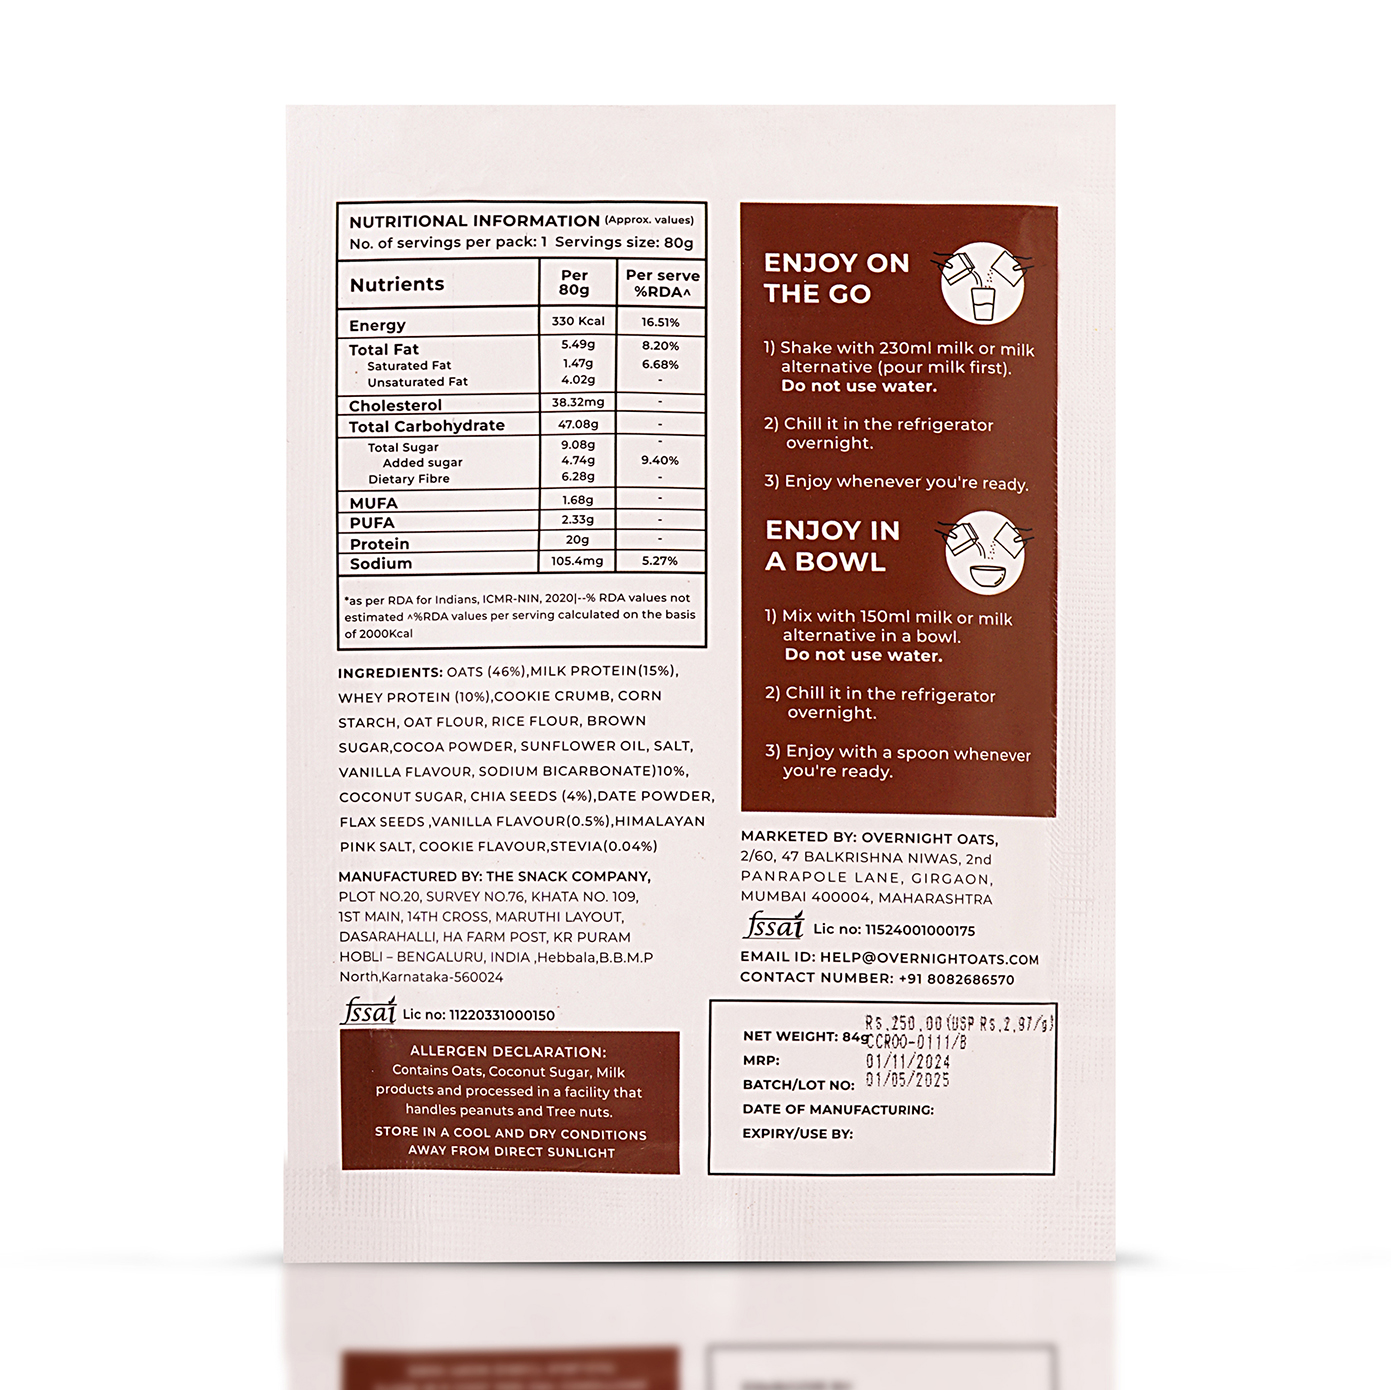 NUTRITIONAL INFORMATION (Approx. values)
No. of servings per pack: 1 Servings size: 80g
Nutrients Per 80g Per serve %RDA^
Energy 330 Kcal 16.51%
Total Fat 5.49g 8.20%
Saturated Fat 1.47g 6.68%
Unsaturated Fat 4.02g -
Cholesterol 38.32mg -
Total Carbohydrate 47.08g -
Total Sugar 9.08g -
Added sugar 4.74g 9.40%
Dietary Fibre 6.28g -
MUFA 1.68g -
PUFA 2.33g -
Protein 20g -
Sodium 105.4mg 5.27%
*as per RDA for Indians, ICMR-NIN, 2020|--% RDA values not
estimated ^%RDA values per serving calculated on the basis
of 2000Kcal
INGREDIENTS: OATS (46%),MILK PROTEIN(15%),
WHEY PROTEIN (10%),COOKIE CRUMB, CORN
STARCH, OAT FLOUR, RICE FLOUR, BROWN
SUGAR,COCOA POWDER, SUNFLOWER OIL, SALT,
VANILLA FLAVOUR, SODIUM BICARBONATE)10%,
COCONUT SUGAR, CHIA SEEDS (4%),DATE POWDER,
FLAX SEEDS ,VANILLA FLAVOUR(0.5%),HIMALAYAN
PINK SALT, COOKIE FLAVOUR,STEVIA(0.04%)
MANUFACTURED BY: THE SNACK COMPANY,
PLOT NO.20, SURVEY NO.76, KHATA NO. 109,
1ST MAIN, 14TH CROSS, MARUTHI LAYOUT,
DASARAHALLI, HA FARM POST, KR PURAM
HOBLI – BENGALURU, INDIA ,Hebbala,B.B.M.P
North,Karnataka-560024
fssai Lic no: 11220331000150
ALLERGEN DECLARATION:
Contains Oats, Coconut Sugar, Milk
products and processed in a facility that
handles peanuts and Tree nuts.
STORE IN A COOL AND DRY CONDITIONS
AWAY FROM DIRECT SUNLIGHT
ENJOY ON
THE GO
1) Shake with 230ml milk or milk
alternative (pour milk first).
Do not use water.
2) Chill it in the refrigerator
overnight.
3) Enjoy whenever you're ready.
ENJOY IN
A BOWL
1) Mix with 150ml milk or milk
alternative in a bowl.
Do not use water.
2) Chill it in the refrigerator
overnight.
3) Enjoy with a spoon whenever
you're ready.
MARKETED BY: OVERNIGHT OATS,
2/60, 47 BALKRISHNA NIWAS, 2nd
PANRAPOLE LANE, GIRGAON,
MUMBAI 400004, MAHARASHTRA
fssai Lic no: 11524001000175
EMAIL ID: HELP@OVERNIGHTOATS.COM
CONTACT NUMBER: +91 8082686570
Rs.250.00(USP Rs.2.97/g)
NET WEIGHT: 84g CCROO-0111/B
MRP: 01/11/2024
BATCH/LOT NO: 01/05/2025
DATE OF MANUFACTURING:
EXPIRY/USE BY: